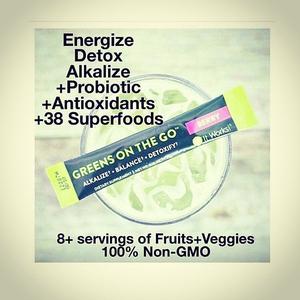 Energize
Detox
Alkalize
+Probiotic
+Antioxidants
+38 Superfoods
BERRY
It Works!
GREENS ON THE GO™
ALKALIZE† • BALANCE† • DETOXIFY†
8+ servings of Fruits+Veggies
100% Non-GMO